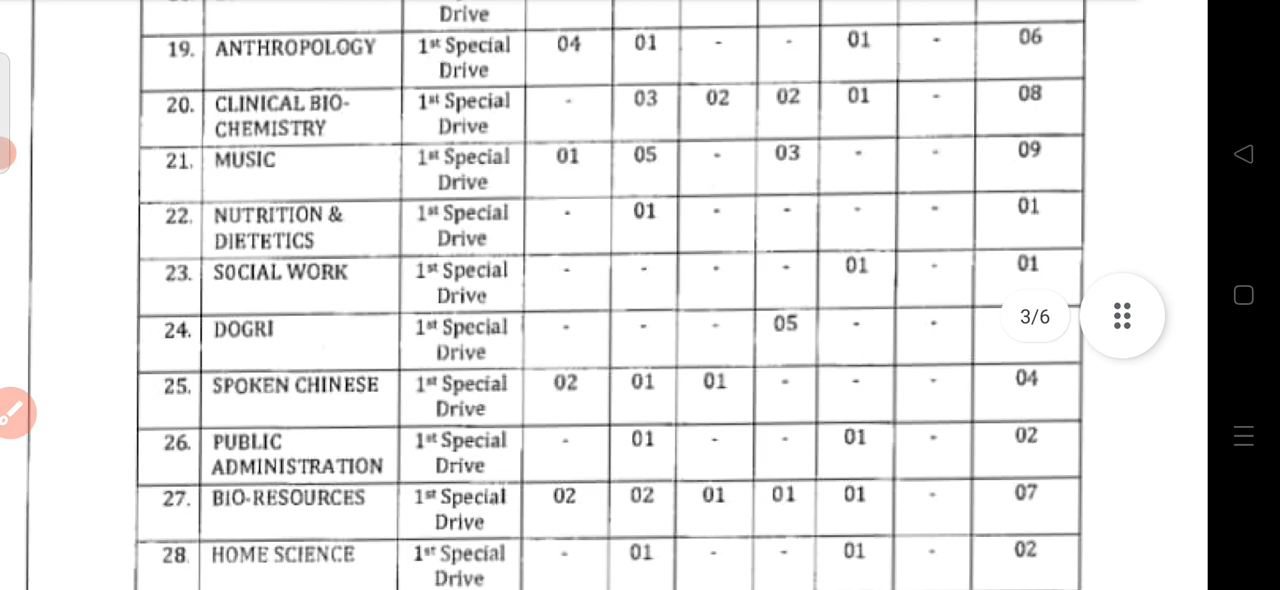 Drive
19. ANTHROPOLOGY 1st Special 04 01 - - 01 - 06
Drive
20. CLINICAL BIO- 1st Special - 03 02 02 01 - 08
CHEMISTRY Drive
21. MUSIC 1st Special 01 05 - 03 - - 09
Drive
22. NUTRITION & 1st Special - 01 - - - - 01
DIETETICS Drive
23. SOCIAL WORK 1st Special - - - - 01 - 01
Drive
24. DOGRI 1st Special - - - 05 - -
Drive
3/6
25. SPOKEN CHINESE 1st Special 02 01 01 - - - 04
Drive
26. PUBLIC 1st Special - 01 - - 01 - 02
ADMINISTRATION Drive
27. BIO-RESOURCES 1st Special 02 02 01 01 01 - 07
Drive
28. HOME SCIENCE 1st Special - 01 - - 01 - 02
Drive